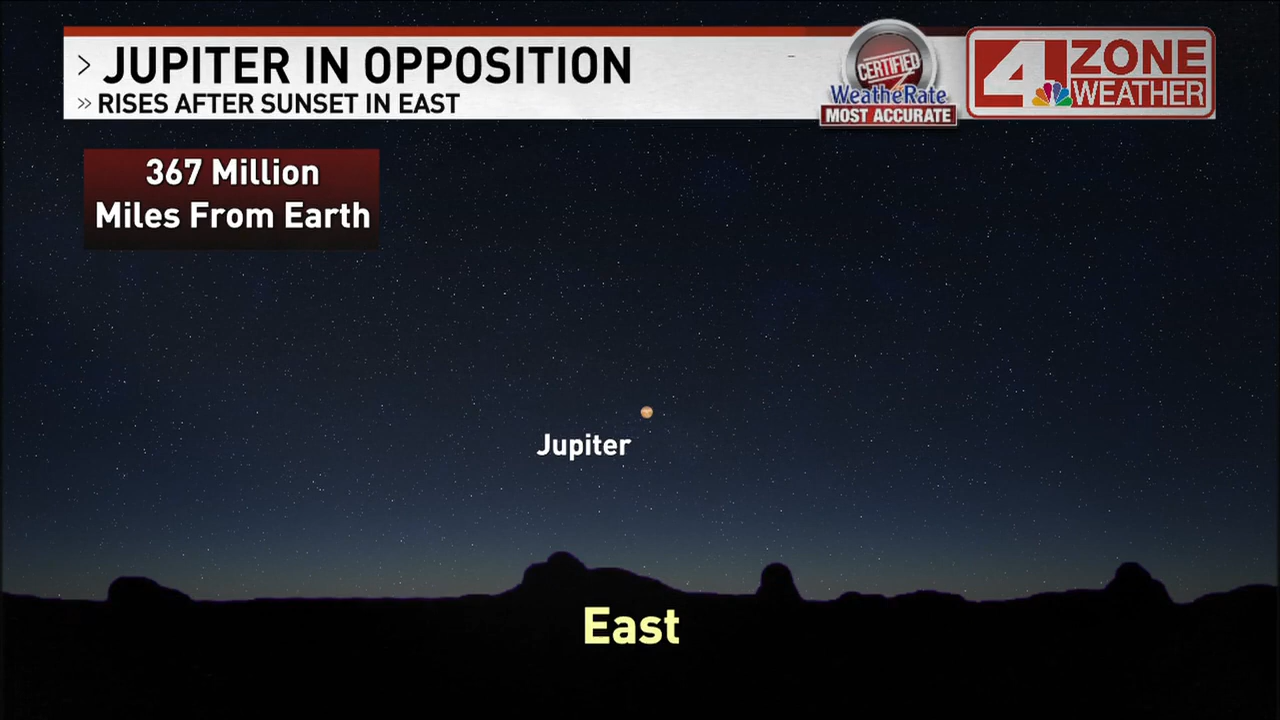 > JUPITER IN OPPOSITION
» RISES AFTER SUNSET IN EAST
CERTIFIED
WeatheRate
MOST ACCURATE
4 ZONE
WEATHER
367 Million
Miles From Earth
Jupiter
East